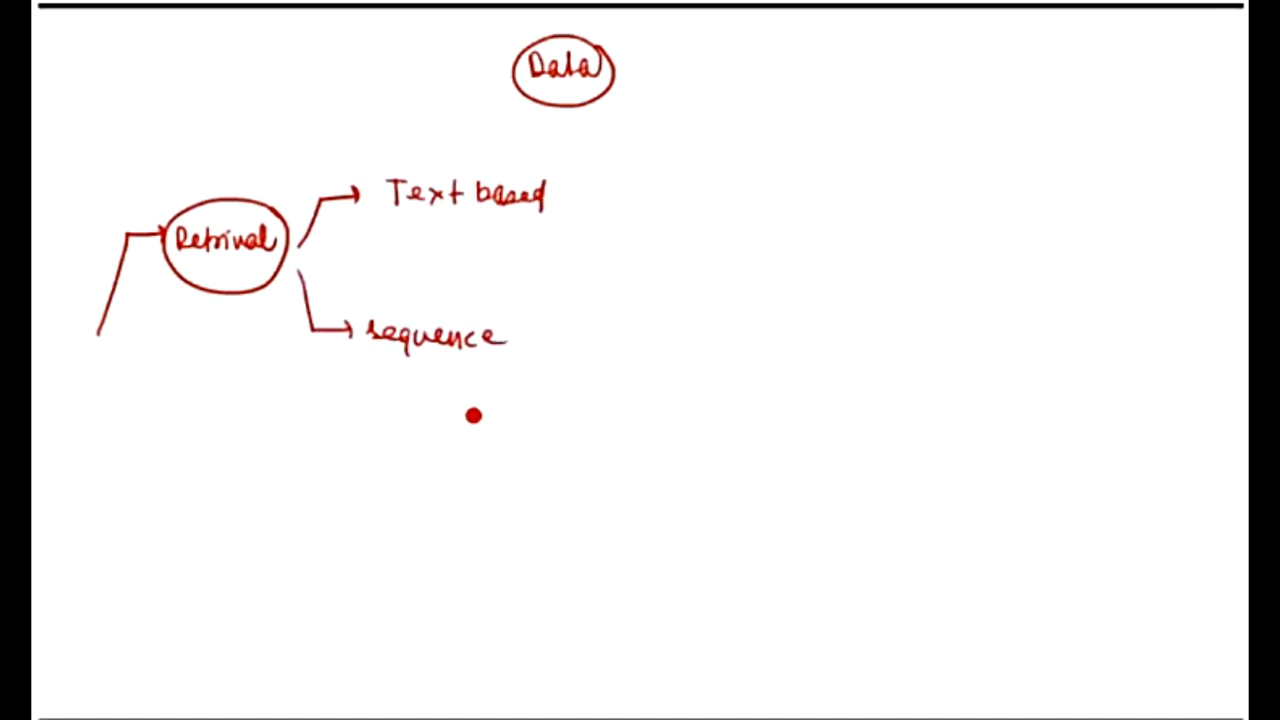 Data
Text based
Retrival
sequence